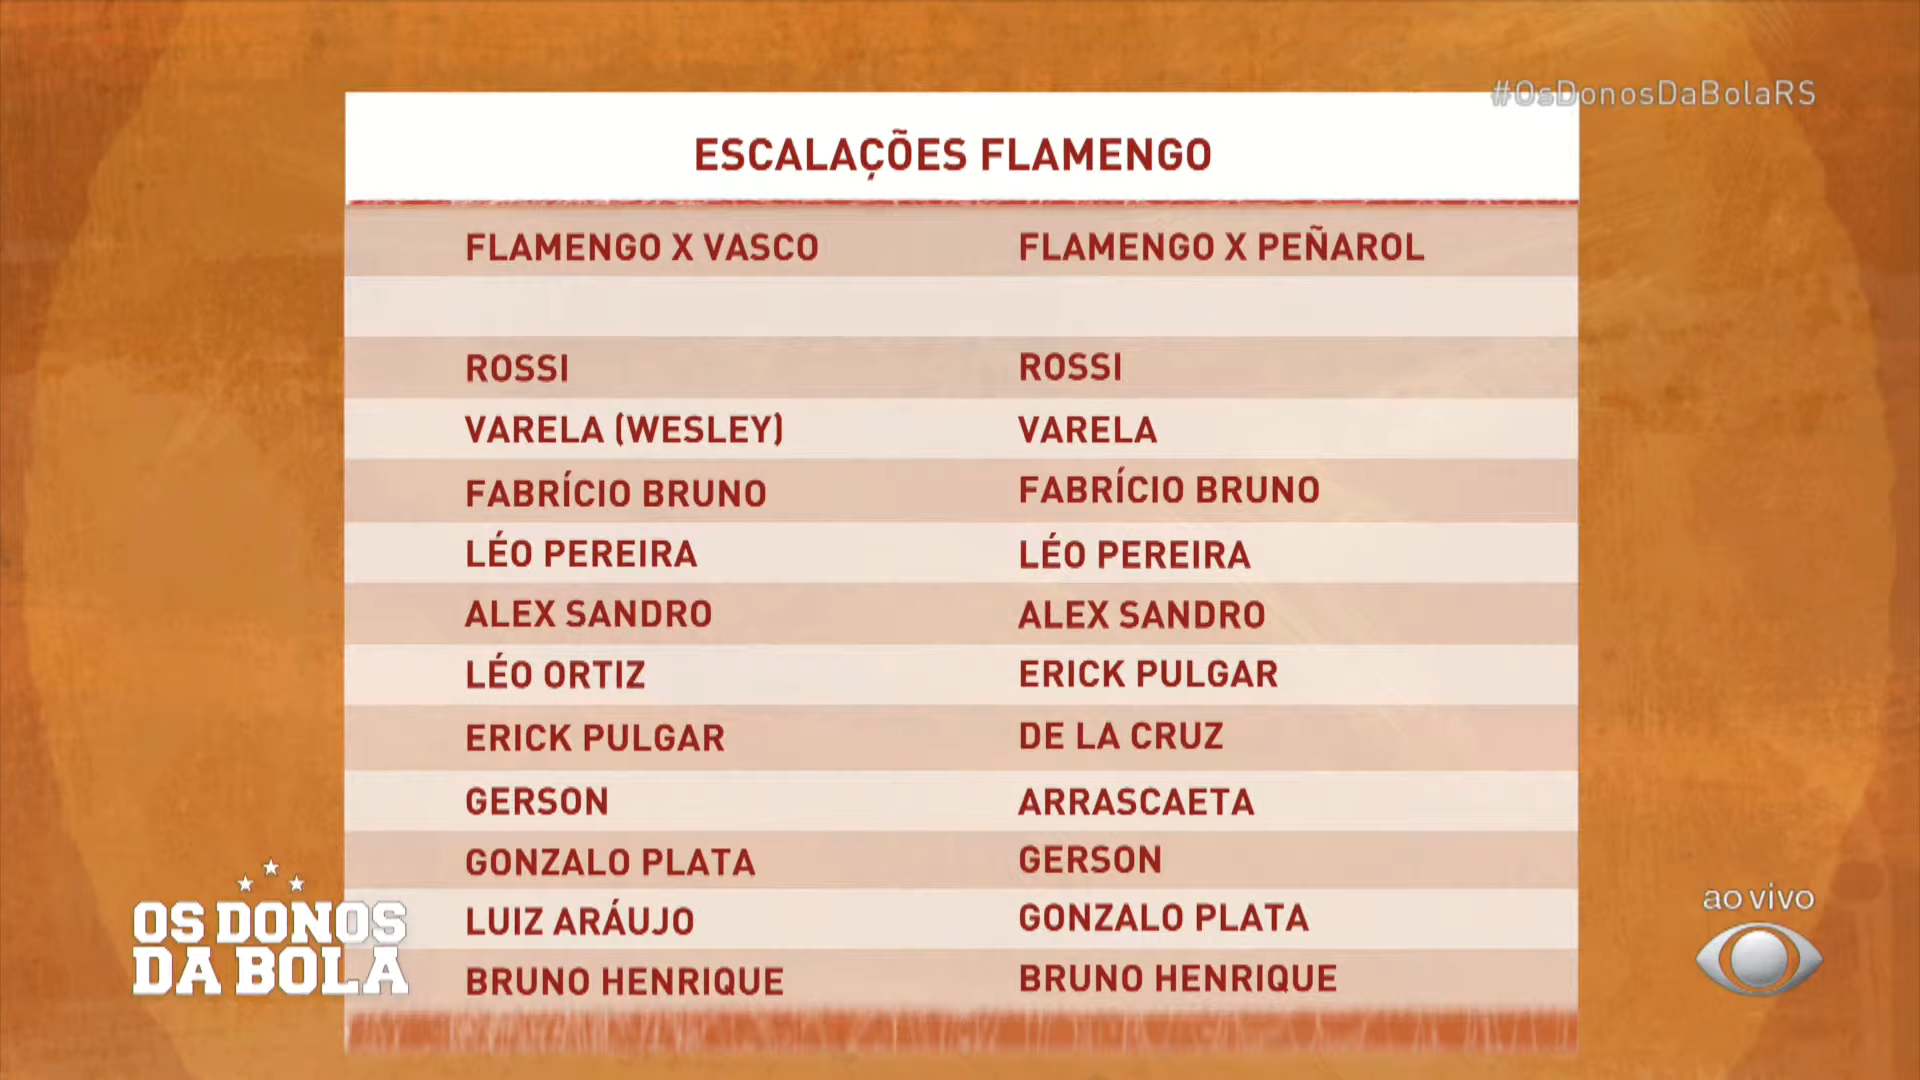 #OsDonosDaBolaRS
ESCALAÇÕES FLAMENGO
FLAMENGO X VASCO FLAMENGO X PEÑAROL
ROSSI ROSSI
VARELA (WESLEY) VARELA
FABRÍCIO BRUNO FABRÍCIO BRUNO
LÉO PEREIRA LÉO PEREIRA
ALEX SANDRO ALEX SANDRO
LÉO ORTIZ ERICK PULGAR
ERICK PULGAR DE LA CRUZ
GERSON ARRASCAETA
GONZALO PLATA GERSON
LUIZ ARÁUJO GONZALO PLATA
BRUNO HENRIQUE BRUNO HENRIQUE
OS DONOS
DA BOLA
ao vivo